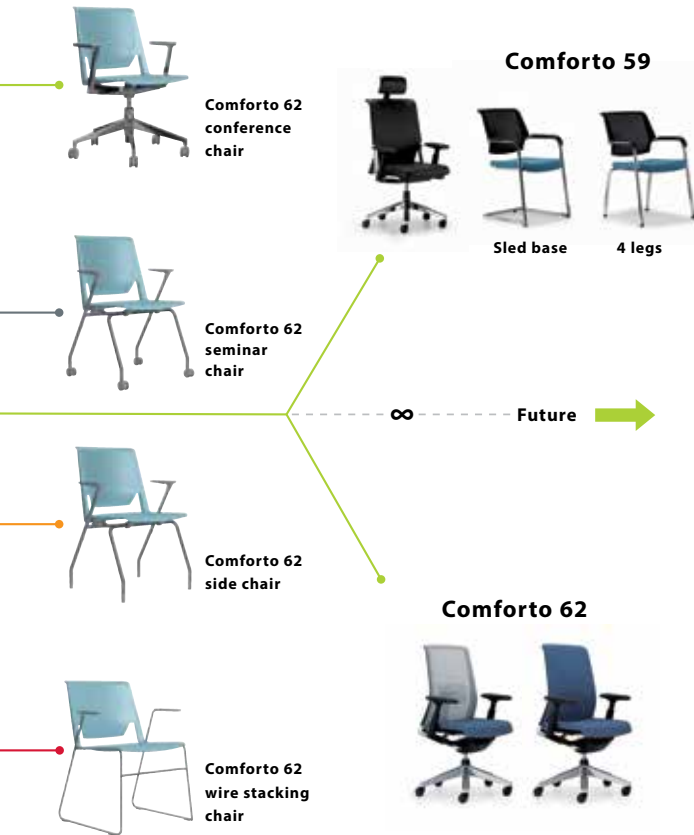 Comforto 62
conference
chair
Comforto 59
Sled base
4 legs
Comforto 62
seminar
chair
∞
Future
Comforto 62
side chair
Comforto 62
Comforto 62
wire stacking
chair